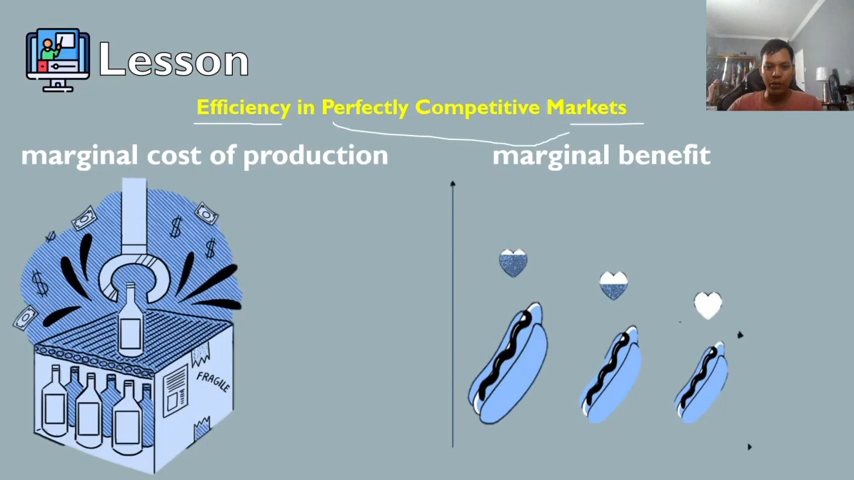 Lesson
Efficiency in Perfectly Competitive Markets
marginal cost of production
marginal benefit
FRAGILE